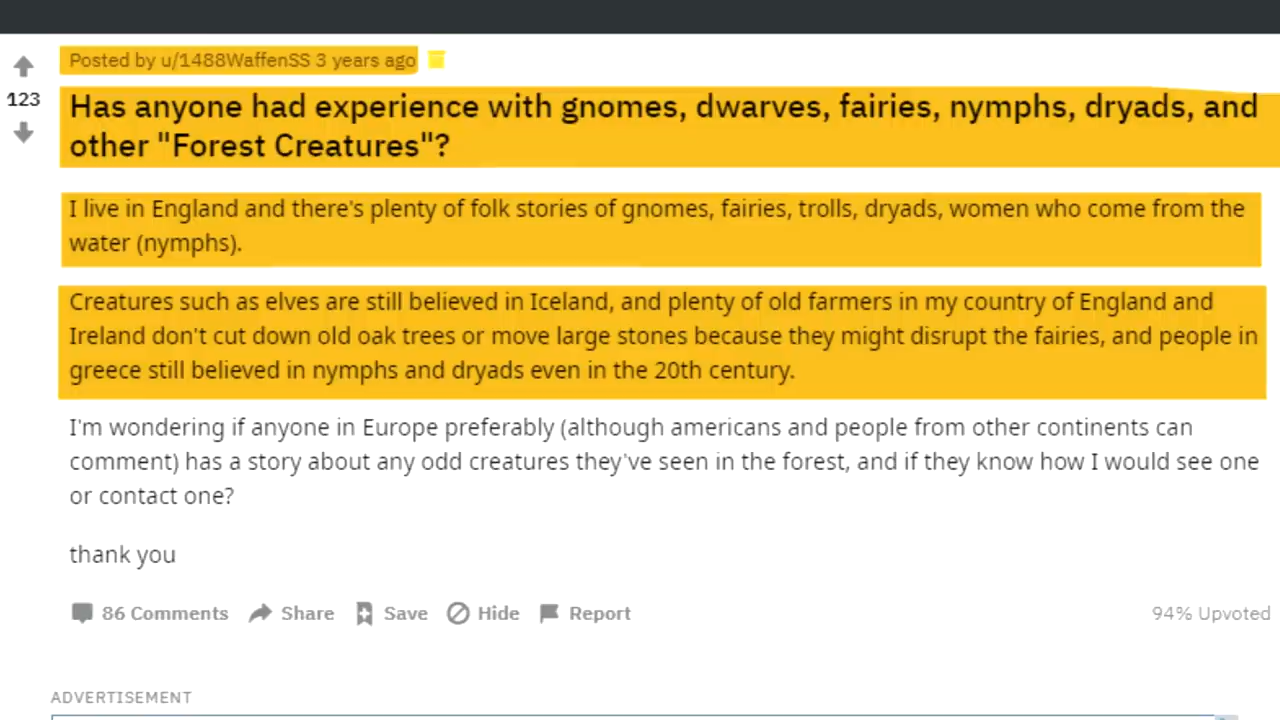 Posted by u/1488WaffenSS 3 years ago
123
Has anyone had experience with gnomes, dwarves, fairies, nymphs, dryads, and
other "Forest Creatures"?
I live in England and there's plenty of folk stories of gnomes, fairies, trolls, dryads, women who come from the
water (nymphs).
Creatures such as elves are still believed in Iceland, and plenty of old farmers in my country of England and
Ireland don't cut down old oak trees or move large stones because they might disrupt the fairies, and people in
greece still believed in nymphs and dryads even in the 20th century.
I'm wondering if anyone in Europe preferably (although americans and people from other continents can
comment) has a story about any odd creatures they've seen in the forest, and if they know how I would see one
or contact one?
thank you
86 Comments Share Save Hide Report 94% Upvoted
ADVERTISEMENT